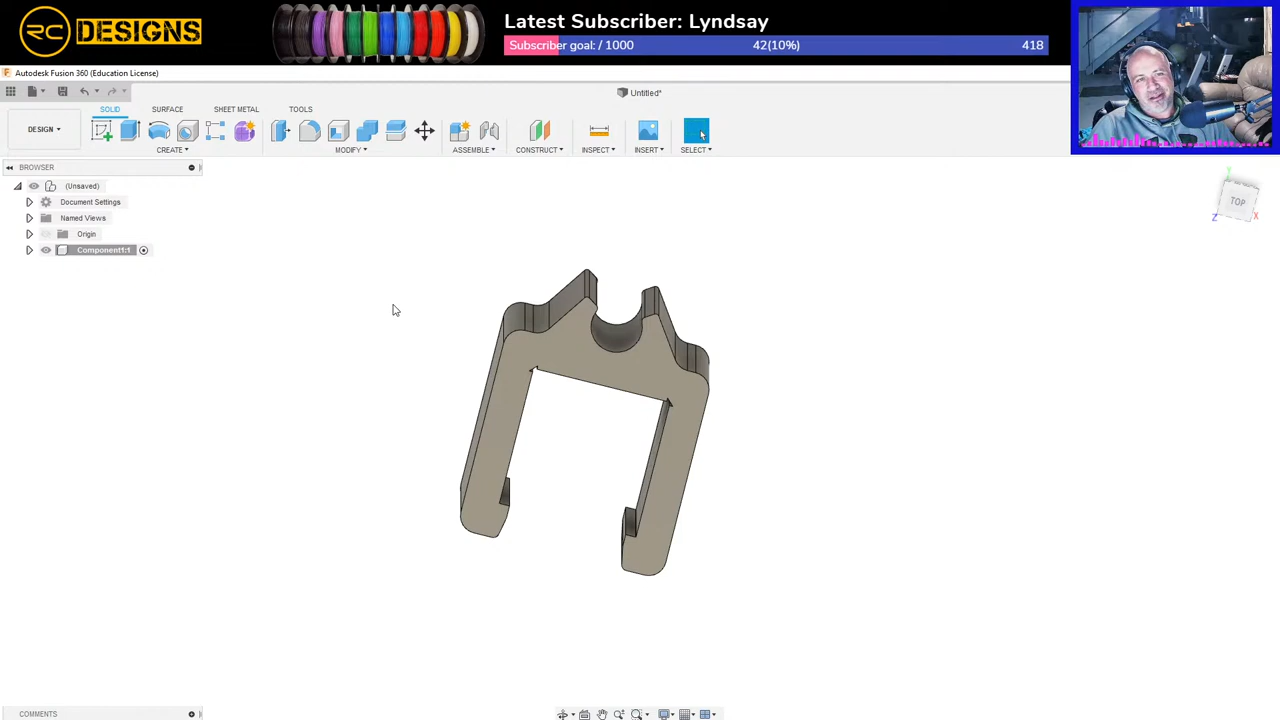 RC DESIGNS
Latest Subscriber: Lyndsay
Subscriber goal: / 1000 42(10%) 418
Autodesk Fusion 360 (Education License)
Untitled*
SOLID SURFACE SHEET METAL TOOLS
DESIGN
CREATE MODIFY ASSEMBLE CONSTRUCT INSPECT INSERT SELECT
BROWSER
(Unsaved)
Document Settings
Named Views
Origin
Component1:1
TOP
Y
Z
X
COMMENTS